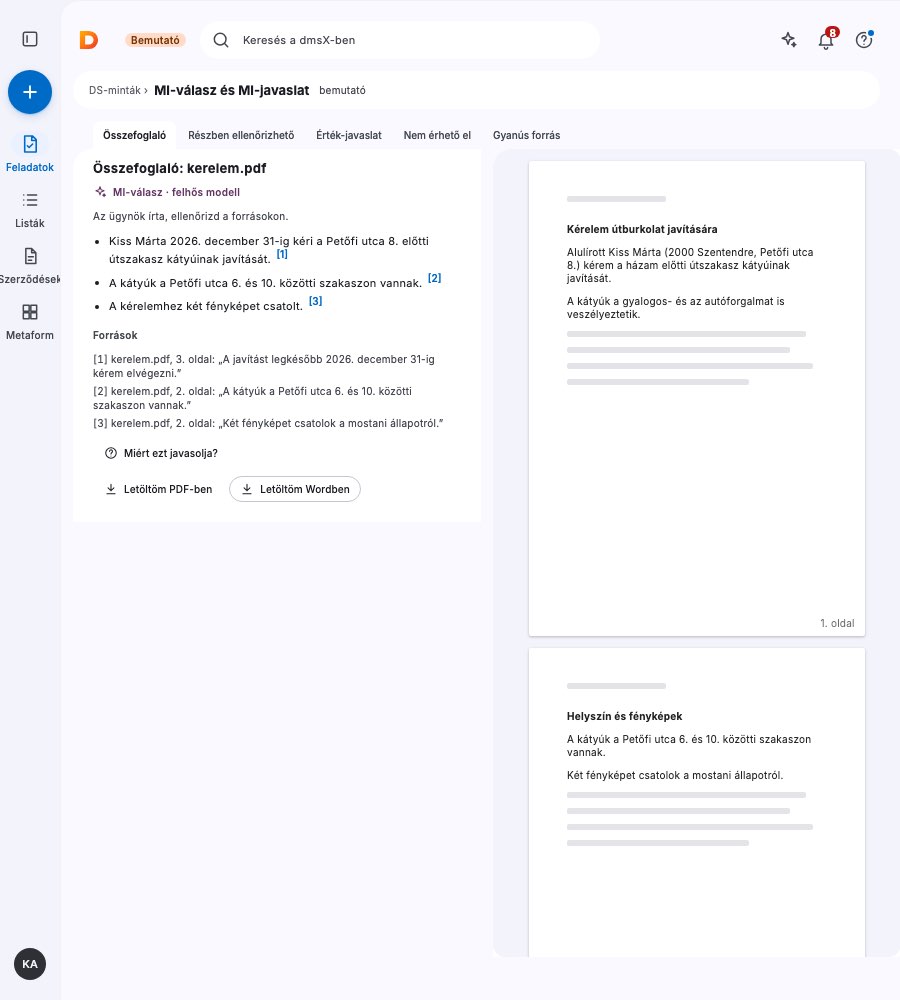 Bemutató
Keresés a dmsX-ben
8
DS-minták › MI-válasz és MI-javaslat bemutató
Feladatok
Listák
Szerződések
Metaform
KA
Összefoglaló Részben ellenőrizhető Érték-javaslat Nem érhető el Gyanús forrás
Összefoglaló: kerelem.pdf
MI-válasz · felhős modell
Az ügynök írta, ellenőrizd a forrásokon.
• Kiss Márta 2026. december 31-ig kéri a Petőfi utca 8. előtti
útszakasz kátyúinak javítását. [1]
• A kátyúk a Petőfi utca 6. és 10. közötti szakaszon vannak. [2]
• A kérelemhez két fényképet csatolt. [3]
Források
[1] kerelem.pdf, 3. oldal: „A javítást legkésőbb 2026. december 31-ig
kérem elvégezni.”
[2] kerelem.pdf, 2. oldal: „A kátyúk a Petőfi utca 6. és 10. közötti
szakaszon vannak.”
[3] kerelem.pdf, 2. oldal: „Két fényképet csatolok a mostani állapotról.”
Miért ezt javasolja?
Letöltöm PDF-ben Letöltöm Wordben
Kérelem útburkolat javítására
Alulírott Kiss Márta (2000 Szentendre, Petőfi utca
8.) kérem a házam előtti útszakasz kátyúinak
javítását.
A kátyúk a gyalogos- és az autóforgalmat is
veszélyeztetik.
1. oldal
Helyszín és fényképek
A kátyúk a Petőfi utca 6. és 10. közötti szakaszon
vannak.
Két fényképet csatolok a mostani állapotról.